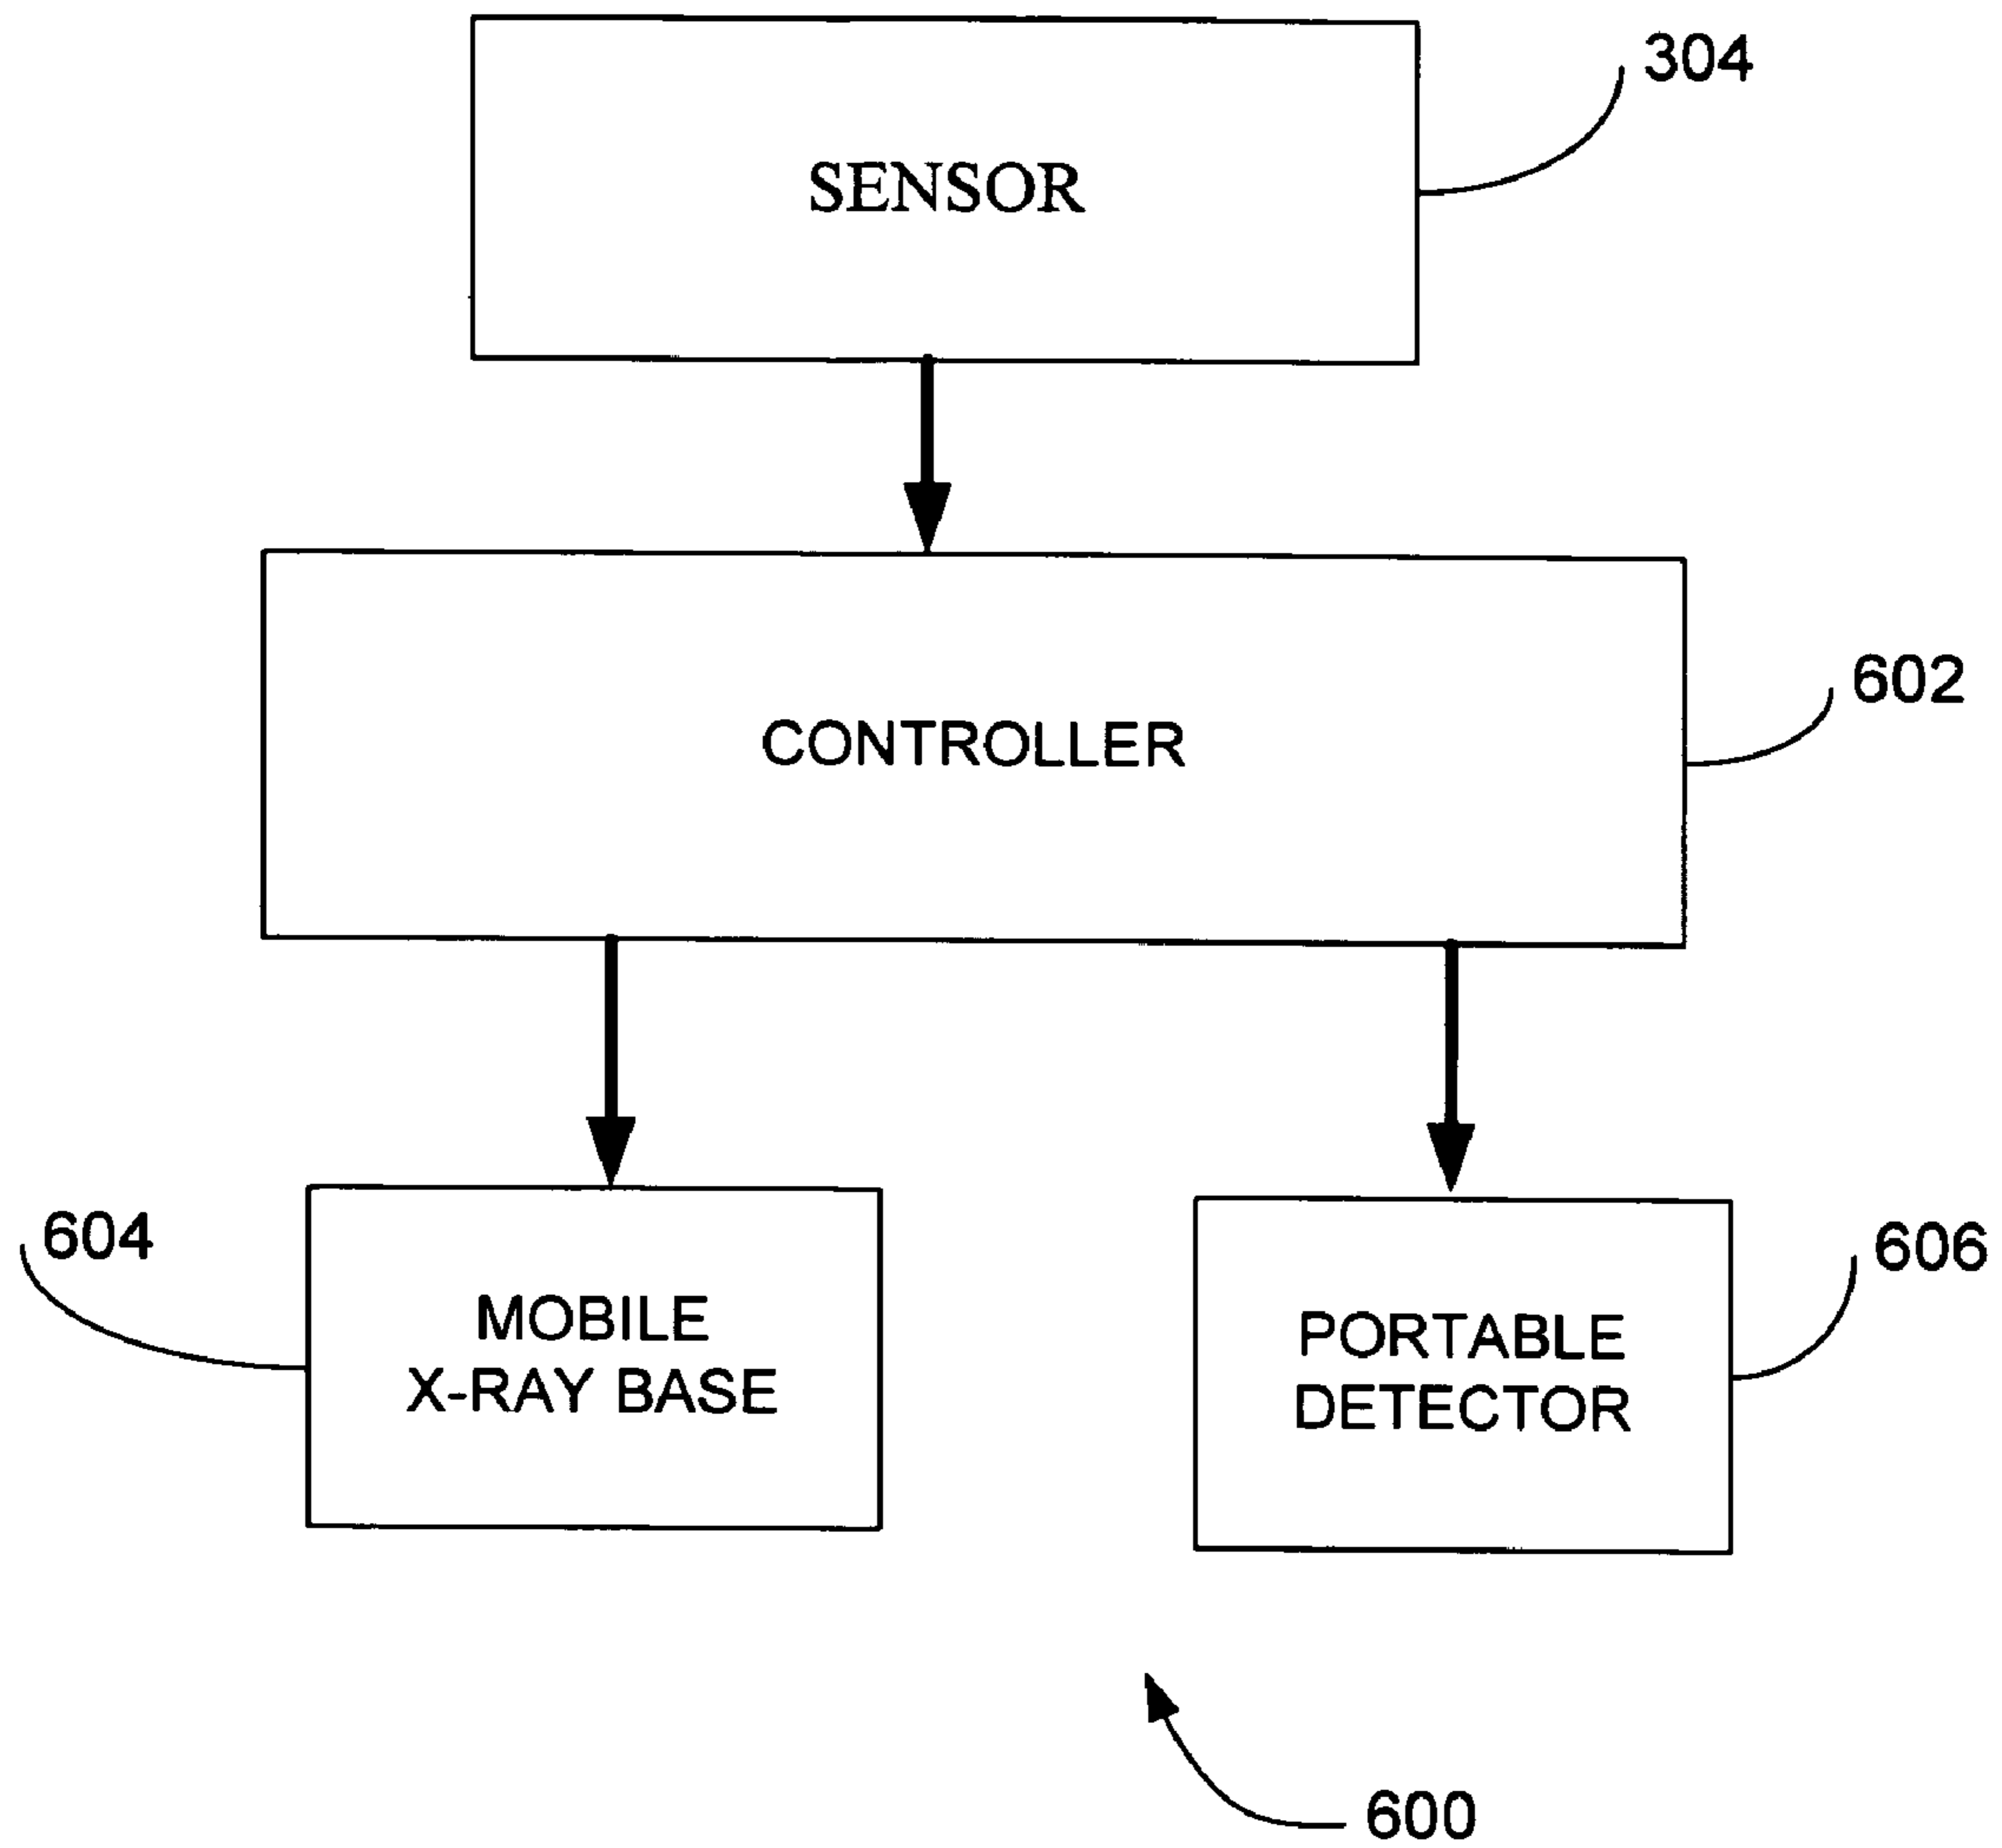 304
SENSOR
602
CONTROLLER
604
MOBILE
X-RAY BASE
606
PORTABLE
DETECTOR
600